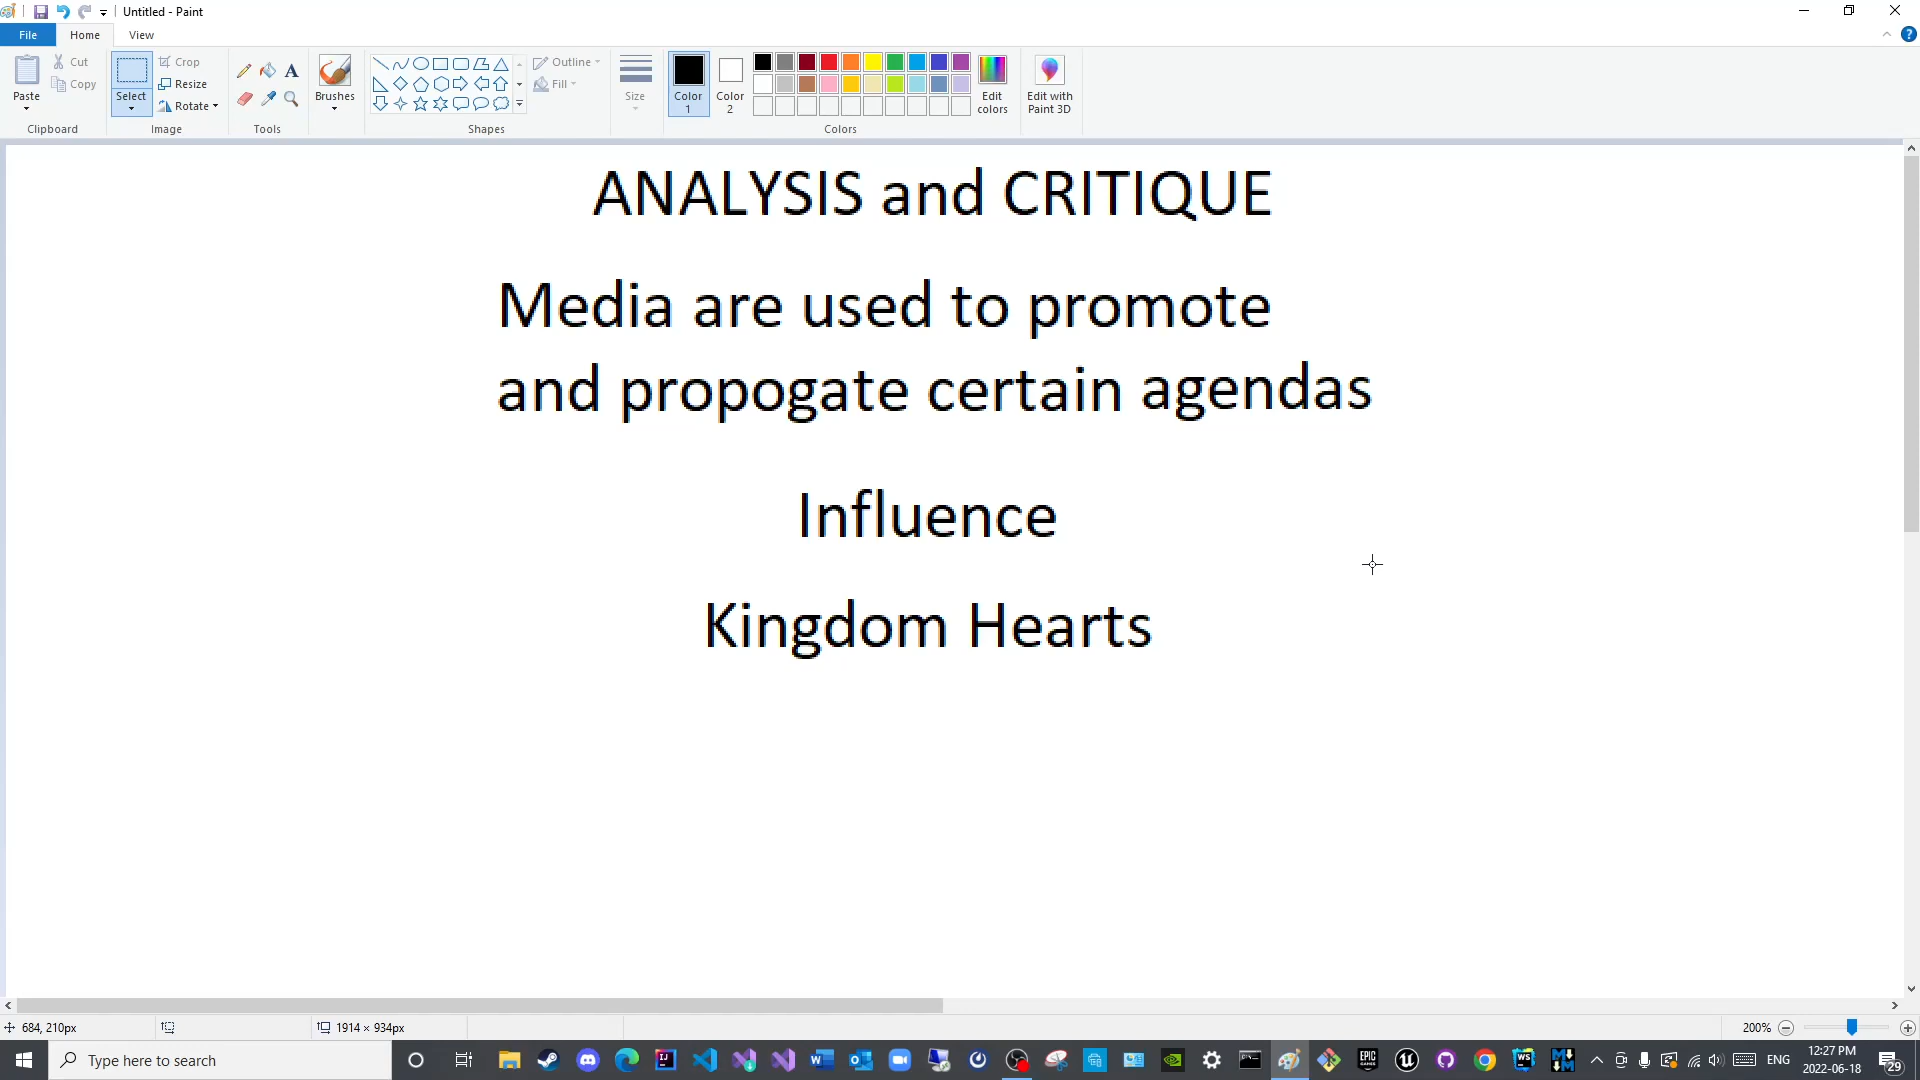 Untitled - Paint
File Home View
Paste
Cut
Copy
Clipboard
Select
Crop
Resize
Rotate
Image
Tools
Brushes
Shapes
Outline
Fill
Size
Color 1
Color 2
Colors
Edit colors
Edit with Paint 3D
ANALYSIS and CRITIQUE
Media are used to promote
and propogate certain agendas
Influence
Kingdom Hearts
684, 210px
1914 × 934px
200%
Type here to search
ENG
12:27 PM
2022-06-18
29